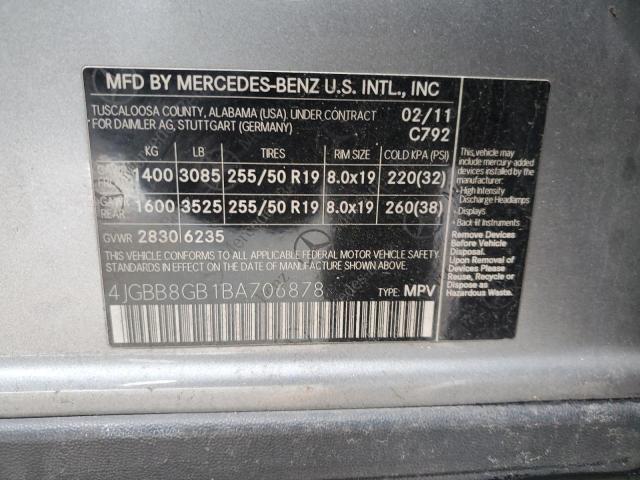 MFD BY MERCEDES-BENZ U.S. INTL., INC
TUSCALOOSA COUNTY, ALABAMA (USA). UNDER CONTRACT 02/11
FOR DAIMLER AG, STUTTGART (GERMANY) C792
KG LB TIRES RIM SIZE COLD KPA (PSI)
GAWR FRT 1400 3085 255/50 R19 8.0x19 220(32)
GAWR REAR 1600 3525 255/50 R19 8.0x19 260(38)
GVWR 2830 6235
THIS VEHICLE CONFORMS TO ALL APPLICABLE FEDERAL MOTOR VEHICLE SAFETY
STANDARDS IN EFFECT ON THE DATE OF MANUFACTURE SHOWN ABOVE.
4JGBB8GB1BA706878 TYPE: MPV
This vehicle may
include mercury-added
devices installed by the
manufacturer:
• High Intensity
Discharge Headlamps
• Displays
• Back-lit Instruments
Remove Devices
Before Vehicle
Disposal.
Upon Removal of
Devices Please
Reuse, Recycle or
Dispose as
Hazardous Waste.